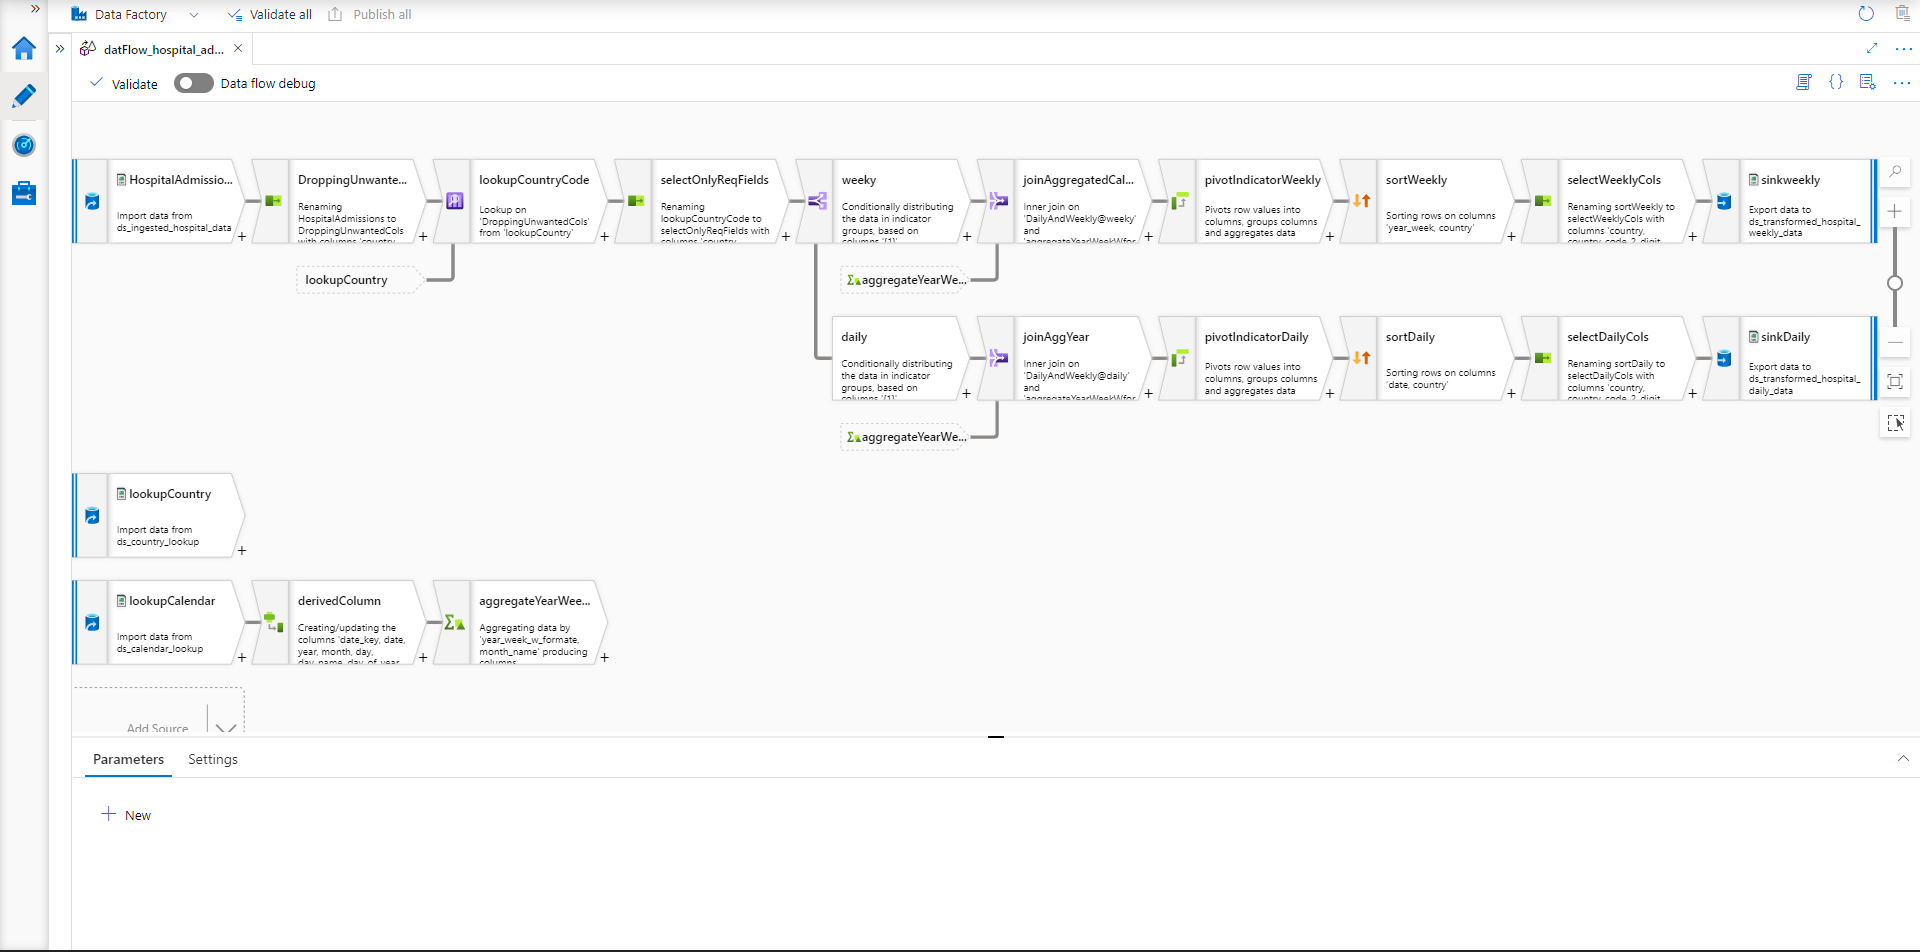 Data Factory
Validate all
Publish all
datFlow_hospital_ad...
Validate
Data flow debug
HospitalAdmissio...
Import data from
ds_ingested_hospital_data
DroppingUnwante...
Renaming
HospitalAdmissions to
DroppingUnwantedCols
with columns 'country,
lookupCountryCode
Lookup on
'DroppingUnwantedCols'
from 'lookupCountry'
selectOnlyReqFields
Renaming
lookupCountryCode to
selectOnlyReqFields with
columns 'country,
weeky
Conditionally distributing
the data in indicator
groups, based on
columns '{1}'
joinAggregatedCal...
Inner join on
'DailyAndWeekly@weeky'
and
'aggregateYearWeekWfor
pivotIndicatorWeekly
Pivots row values into
columns, groups columns
and aggregates data
sortWeekly
Sorting rows on columns
'year_week, country'
selectWeeklyCols
Renaming sortWeekly to
selectWeeklyCols with
columns 'country,
country_code_2_digit,
sinkweekly
Export data to
ds_transformed_hospital_
weekly_data
lookupCountry
aggregateYearWe...
daily
Conditionally distributing
the data in indicator
groups, based on
columns '{1}'
joinAggYear
Inner join on
'DailyAndWeekly@daily'
and
'aggregateYearWeekWfor
pivotIndicatorDaily
Pivots row values into
columns, groups columns
and aggregates data
sortDaily
Sorting rows on columns
'date, country'
selectDailyCols
Renaming sortDaily to
selectDailyCols with
columns 'country,
country_code_2_digit,
sinkDaily
Export data to
ds_transformed_hospital_
daily_data
aggregateYearWe...
lookupCountry
Import data from
ds_country_lookup
lookupCalendar
Import data from
ds_calendar_lookup
derivedColumn
Creating/updating the
columns 'date_key, date,
year, month, day,
day_name, day_of_year,
aggregateYearWee...
Aggregating data by
'year_week_w_formate,
month_name' producing
columns
Add Source
Parameters
Settings
New